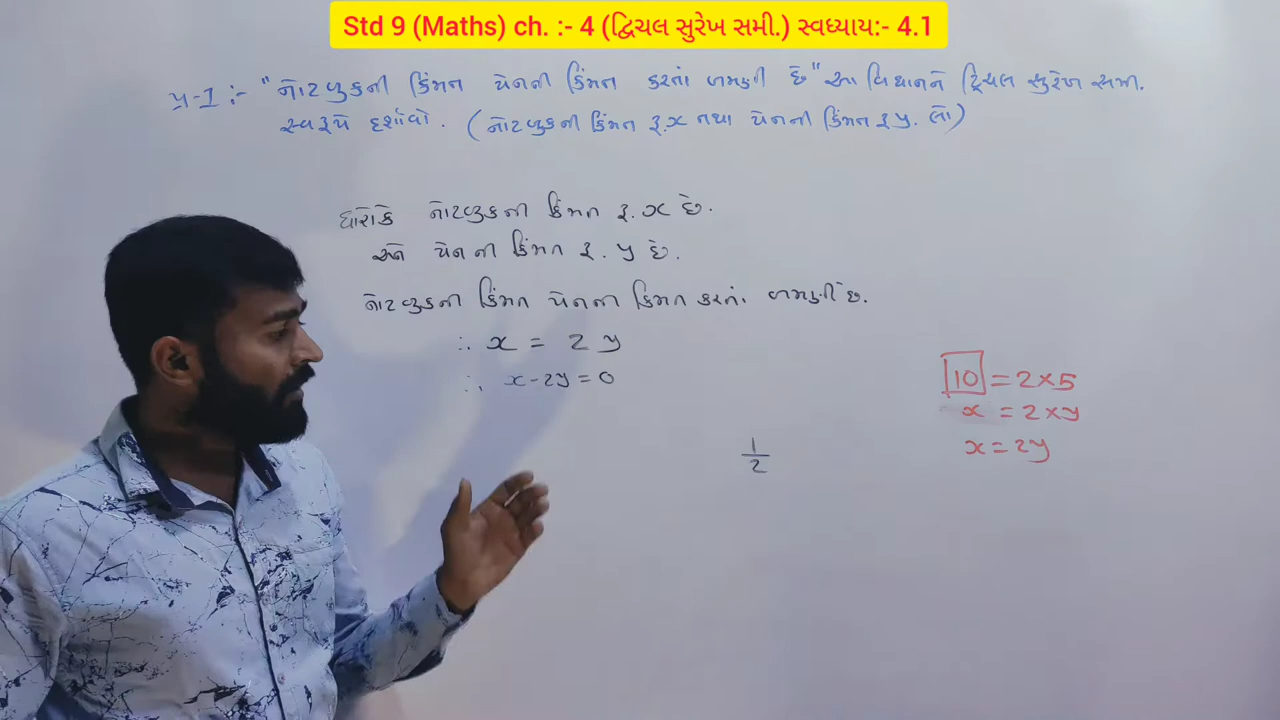 Std 9 (Maths) ch. :- 4 (દ્વિચલ સુરેખ સમી.) સ્વધ્યાય:- 4.1
પ્ર-1 :- "નોટબુકની કિંમત પેનની કિંમત કરતાં બમણી છે" આ વિધાનને દ્વિચલ સુરેખ સમી.
સ્વરૂપે દર્શાવો. (નોટબુકની કિંમત રૂ.x તથા પેનની કિંમત રૂ y. લો)
ધારોકે નોટબુકની કિંમત રૂ. x છે.
અને પેન ની કિંમત રૂ. y છે.
નોટબુકની કિંમત પેનની કિંમત કરતાં બમણી છે.
∴ x = 2y
∴ x-2y=0
10 = 2×5
x = 2×y
x=2y
1/2